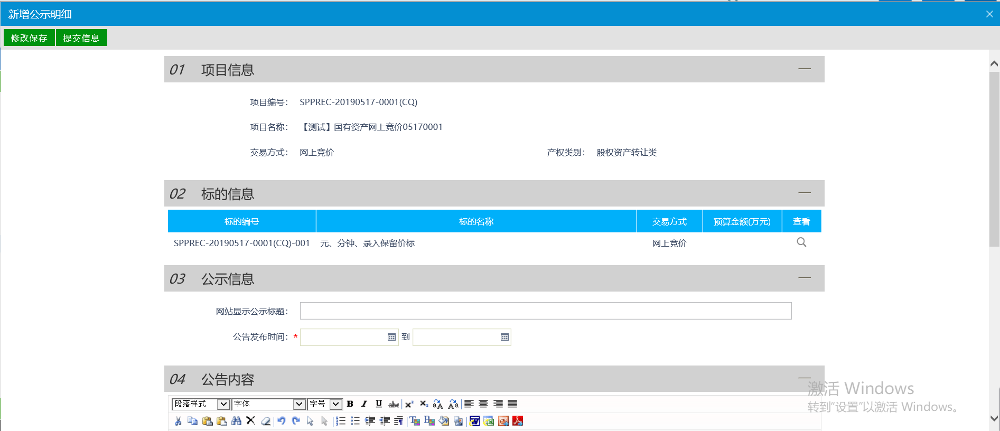 新增公示明细
修改保存 提交信息
01 项目信息
项目编号： SPPREC-20190517-0001(CQ)
项目名称： 【测试】国有资产网上竞价05170001
交易方式： 网上竞价 产权类别： 股权资产转让类
02 标的信息
标的编号 标的名称 交易方式 预算金额(万元) 查看
SPPREC-20190517-0001(CQ)-001 元、分钟、录入保留价标 网上竞价
03 公示信息
网站显示公示标题：
公告发布时间：* 到
04 公告内容
激活 Windows
段落样式 字体 字号 B I U abc x² x₂ aA Aa
转到“设置”以激活 Windows。